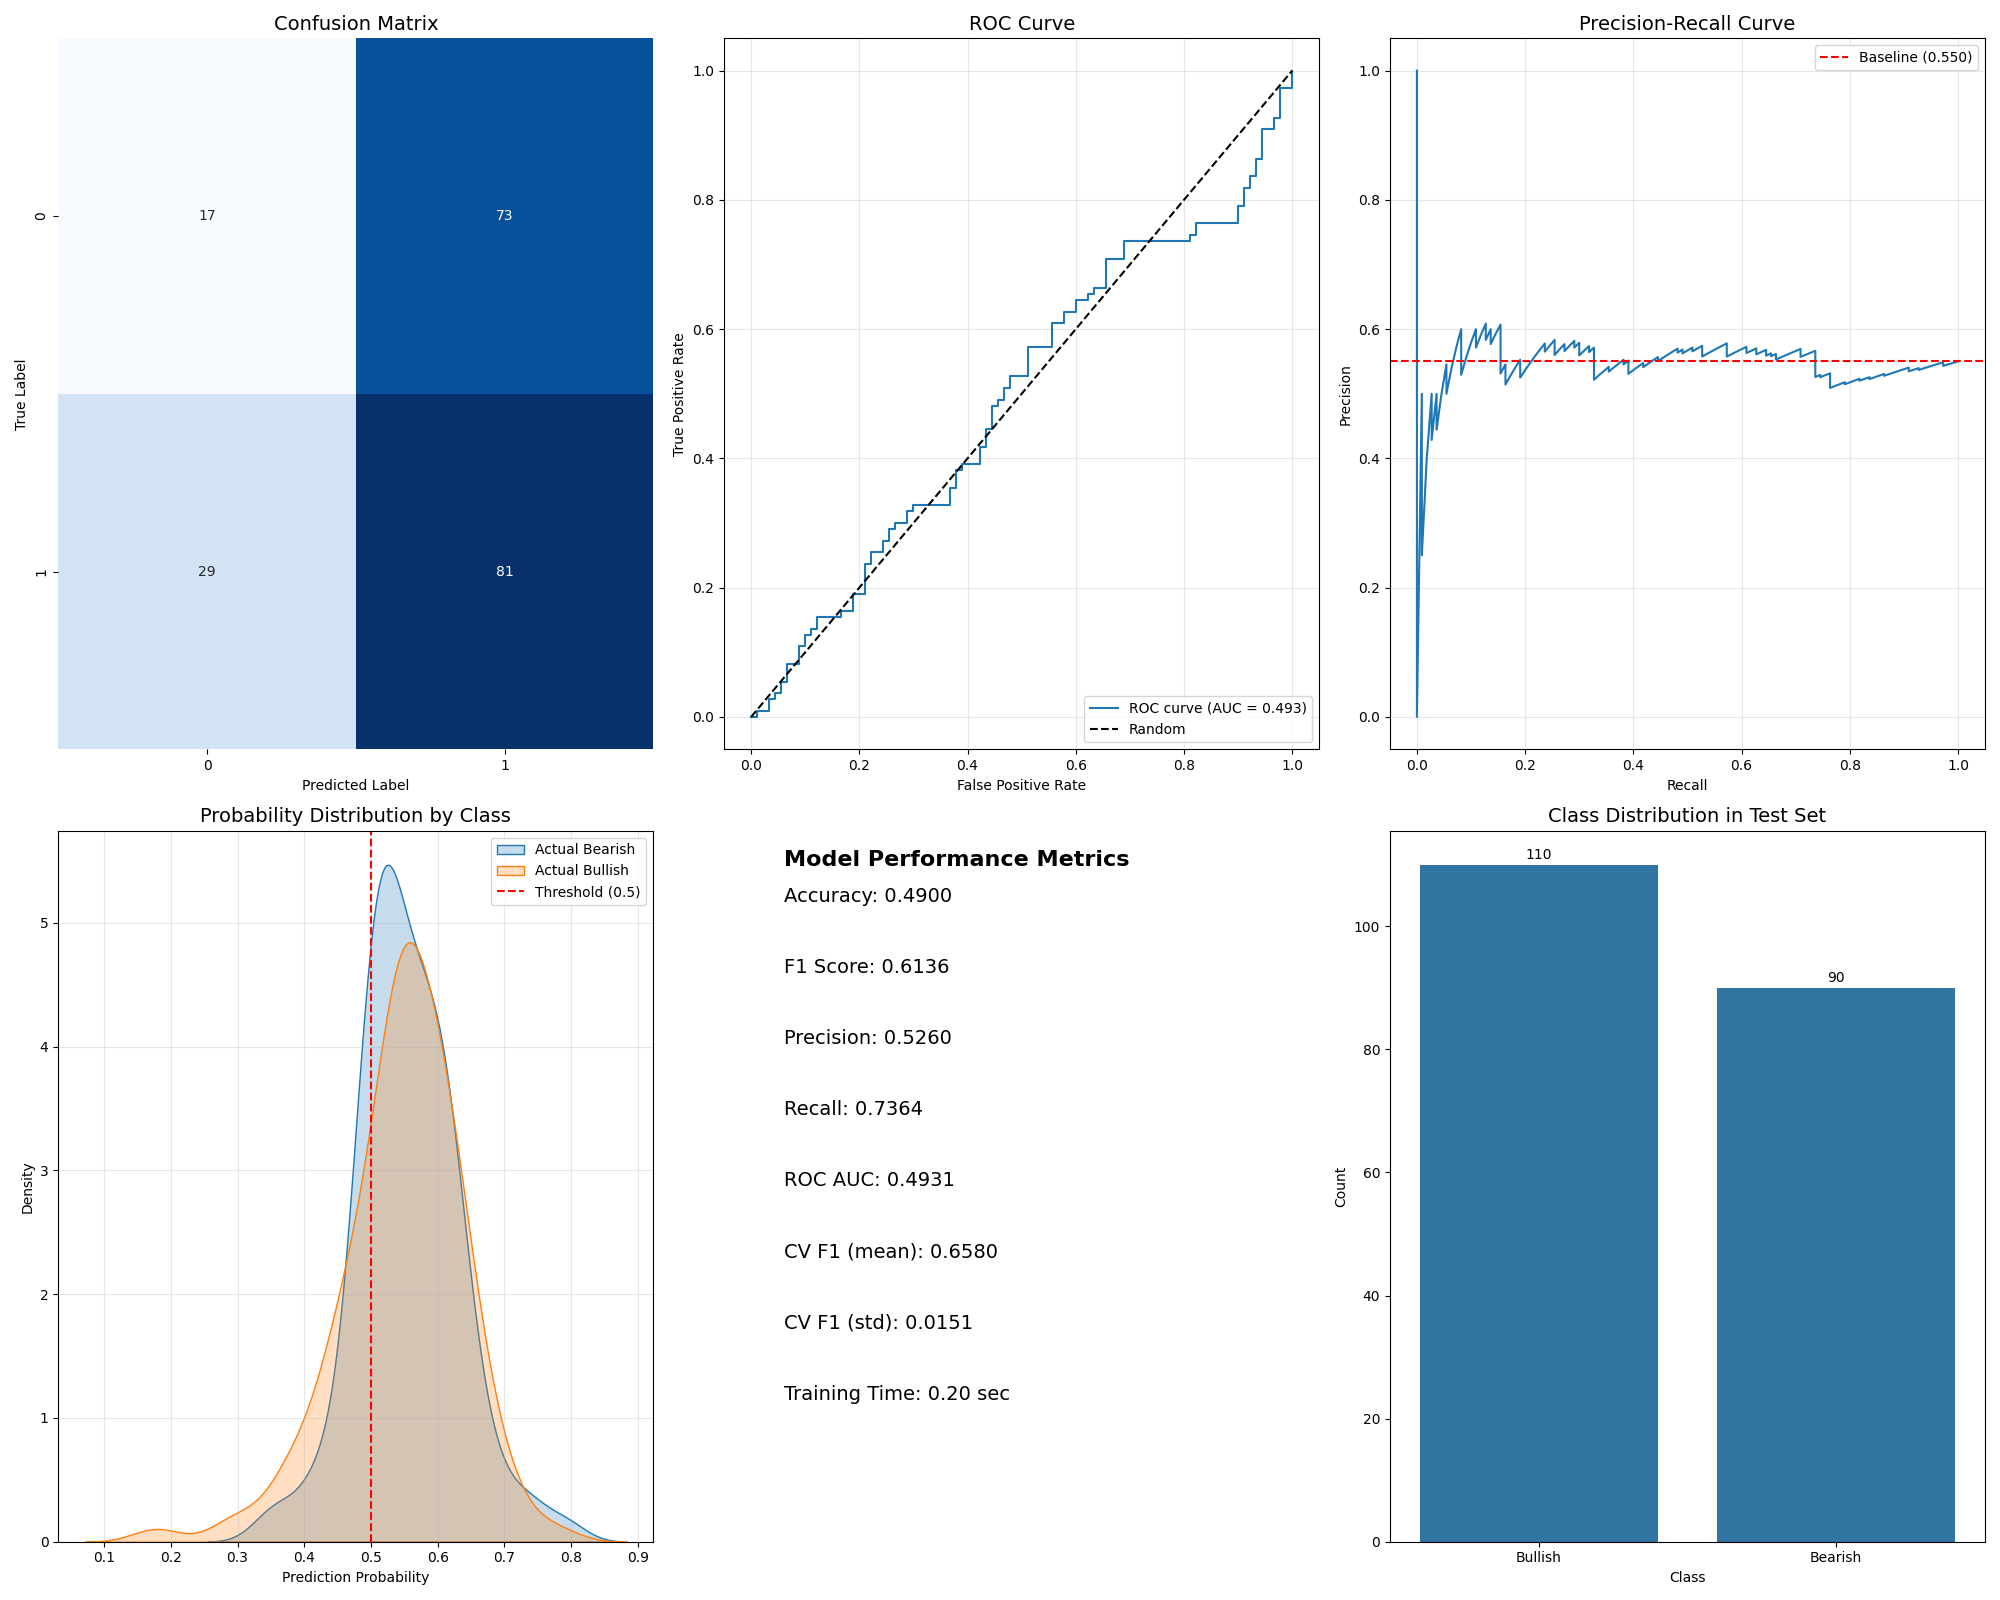 Confusion Matrix
17
73
29
81
0
1
True Label
0
1
Predicted Label
ROC Curve
1.0
0.8
0.6
0.4
0.2
0.0
True Positive Rate
ROC curve (AUC = 0.493)
Random
0.0
0.2
0.4
0.6
0.8
1.0
False Positive Rate
Precision-Recall Curve
Baseline (0.550)
1.0
0.8
0.6
0.4
0.2
0.0
Precision
0.0
0.2
0.4
0.6
0.8
1.0
Recall
Probability Distribution by Class
Actual Bearish
Actual Bullish
Threshold (0.5)
5
4
3
2
1
0
Density
0.1
0.2
0.3
0.4
0.5
0.6
0.7
0.8
0.9
Prediction Probability
Model Performance Metrics
Accuracy: 0.4900
F1 Score: 0.6136
Precision: 0.5260
Recall: 0.7364
ROC AUC: 0.4931
CV F1 (mean): 0.6580
CV F1 (std): 0.0151
Training Time: 0.20 sec
Class Distribution in Test Set
110
90
100
80
60
40
20
0
Count
Bullish
Bearish
Class